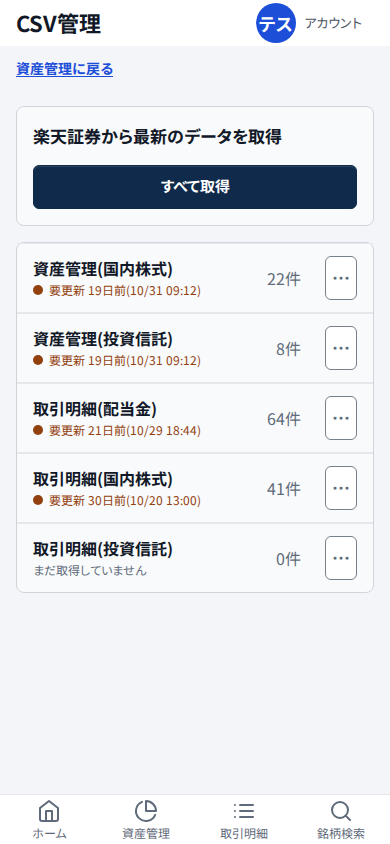 CSV管理
テス アカウント
資産管理に戻る
楽天証券から最新のデータを取得
すべて取得
資産管理(国内株式)
要更新 19日前(10/31 09:12)
22件
資産管理(投資信託)
要更新 19日前(10/31 09:12)
8件
取引明細(配当金)
要更新 21日前(10/29 18:44)
64件
取引明細(国内株式)
要更新 30日前(10/20 13:00)
41件
取引明細(投資信託)
まだ取得していません
0件
ホーム
資産管理
取引明細
銘柄検索